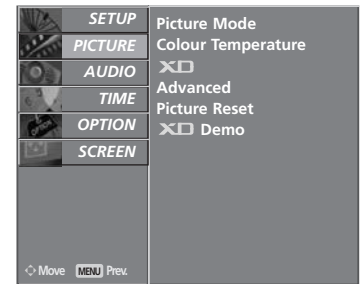 SETUP
PICTURE
AUDIO
TIME
OPTION
SCREEN
Move MENU Prev.
Picture Mode
Colour Temperature
XD
Advanced
Picture Reset
XD Demo